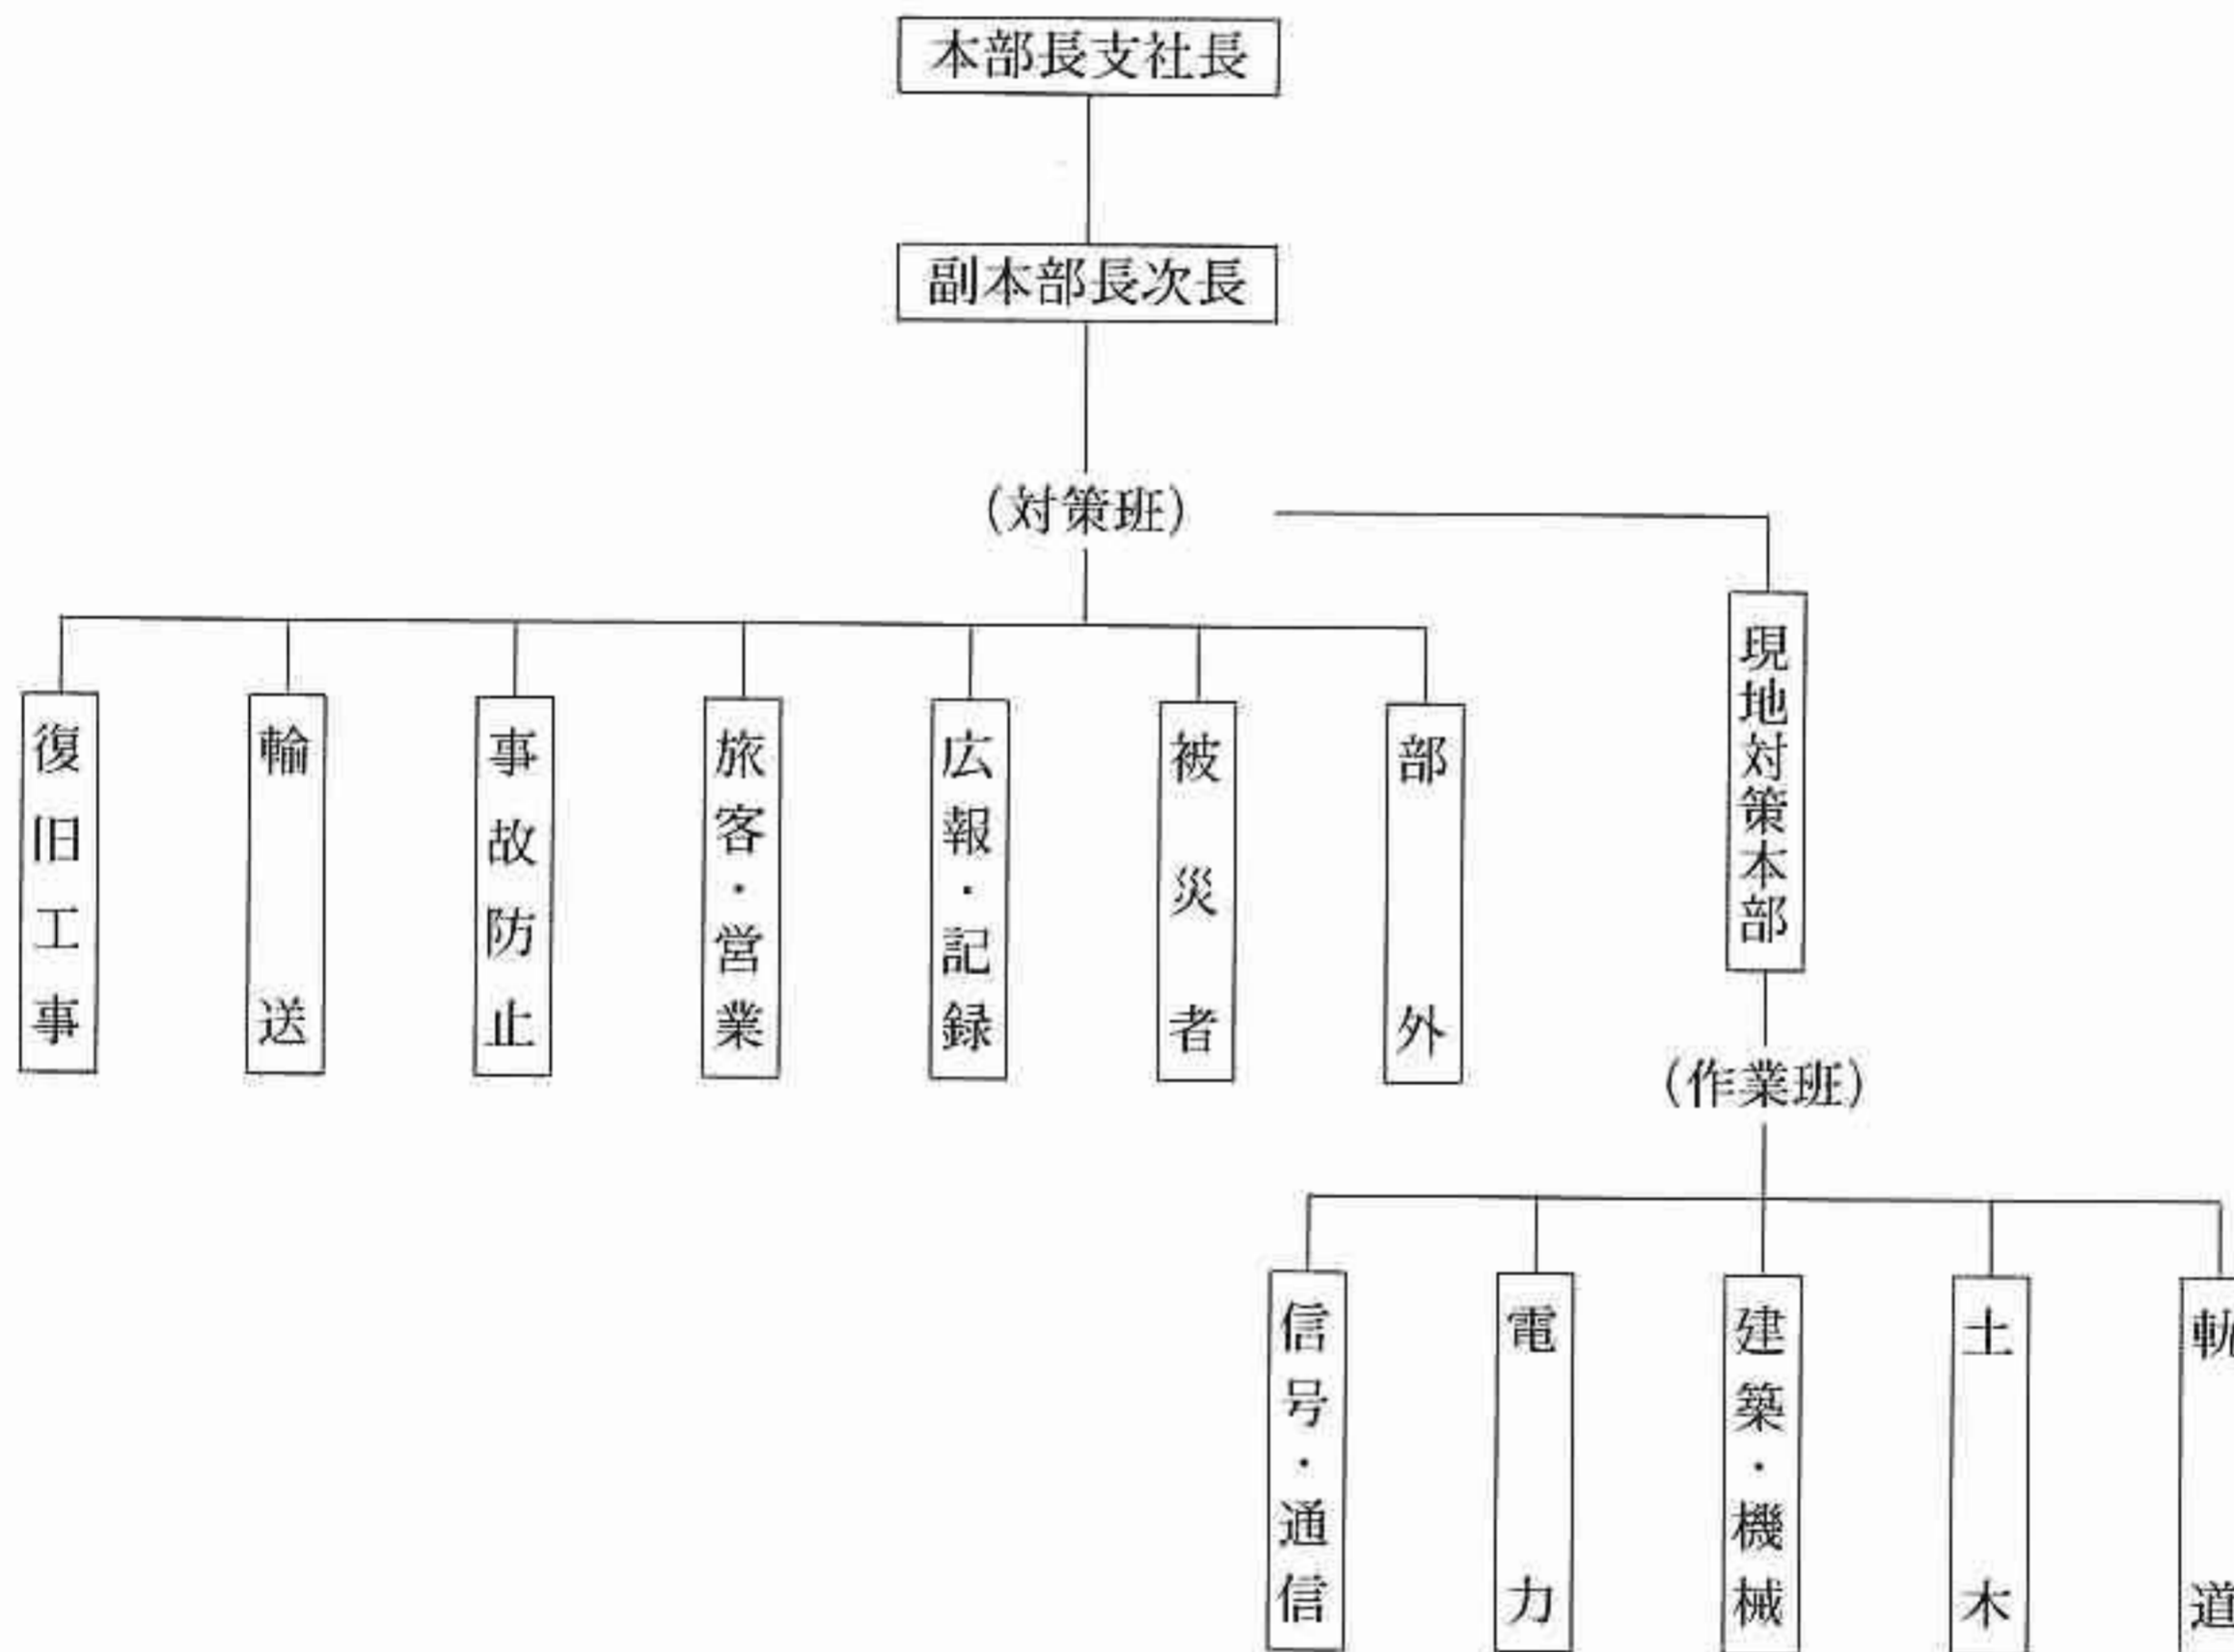 本部長支社長
副本部長次長
(対策班)
復旧工事
輸送
事故防止
旅客・営業
広報・記録
被災者
部外
現地対策本部
(作業班)
信号・通信
電力
建築・機械
土木
軌道